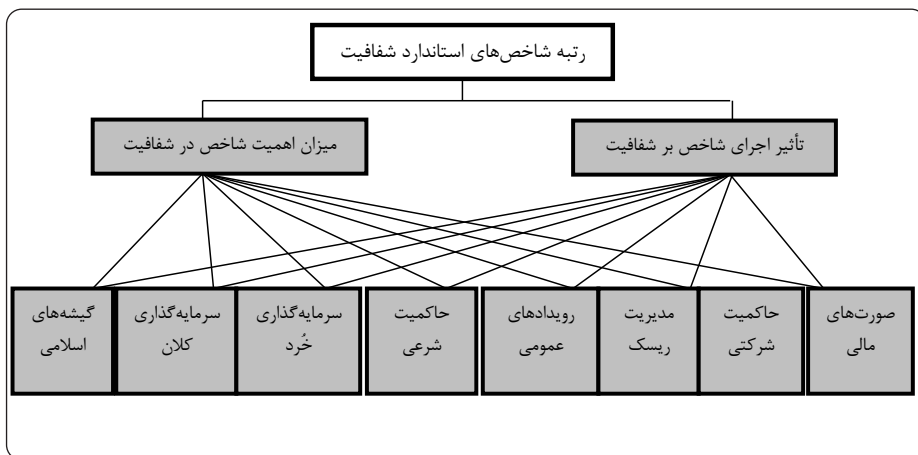 رتبه شاخص‌های استاندارد شفافیت
تأثیر اجرای شاخص بر شفافیت
میزان اهمیت شاخص در شفافیت
صورت‌های
مالی
حاکمیت
شرکتی
مدیریت
ریسک
رویدادهای
عمومی
حاکمیت
شرعی
سرمایه‌گذاری
خُرد
سرمایه‌گذاری
کلان
گیشه‌های
اسلامی